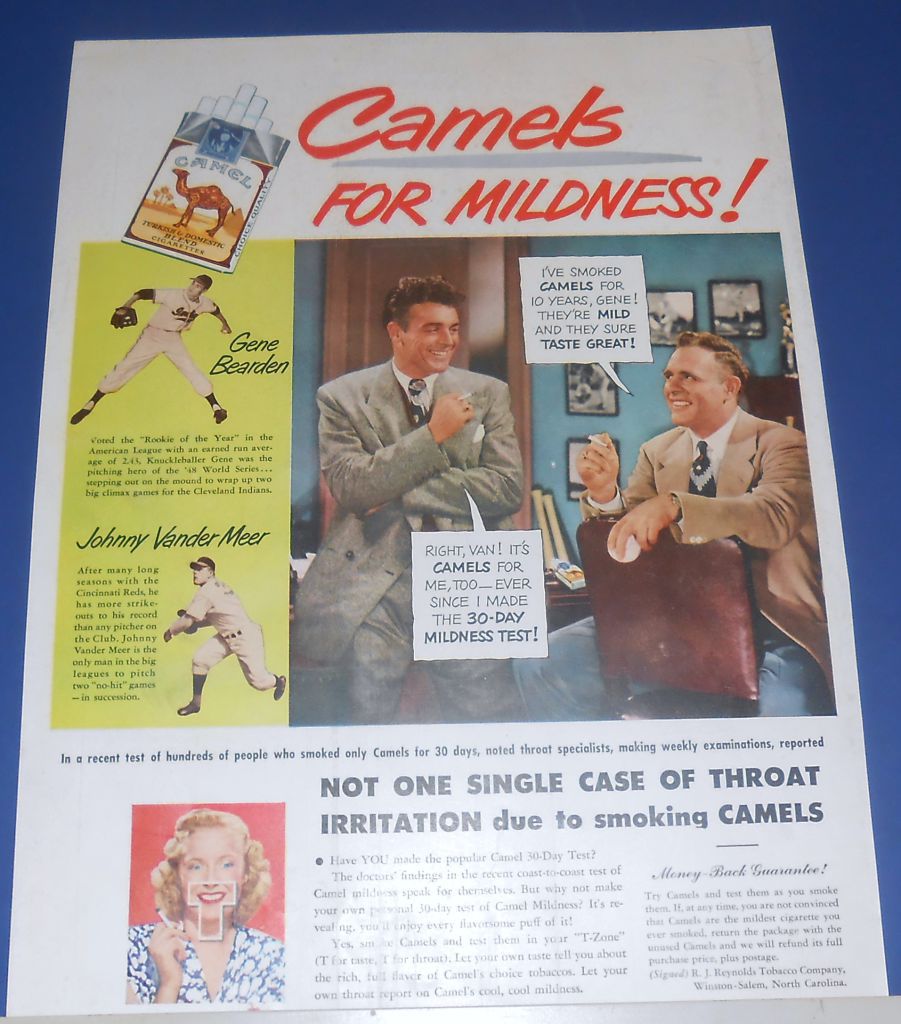 CAMEL
TURKISH & DOMESTIC
BLEND
CIGARETTES
CHOICE QUALITY
Camels
FOR MILDNESS!
Gene
Bearden
Voted the "Rookie of the Year" in the
American League with an earned run aver-
age of 2.43, Knuckleballer Gene was the
pitching hero of the '48 World Series...
stepping out on the mound to wrap up two
big climax games for the Cleveland Indians.
Johnny Vander Meer
After many long
seasons with the
Cincinnati Reds, he
has more strike-
outs to his record
than any pitcher on
the Club. Johnny
Vander Meer is the
only man in the big
leagues to pitch
two "no-hit" games
—in succession.
I'VE SMOKED
CAMELS FOR
10 YEARS, GENE!
THEY'RE MILD
AND THEY SURE
TASTE GREAT!
RIGHT, VAN! IT'S
CAMELS FOR
ME, TOO—EVER
SINCE I MADE
THE 30-DAY
MILDNESS TEST!
In a recent test of hundreds of people who smoked only Camels for 30 days, noted throat specialists, making weekly examinations, reported
NOT ONE SINGLE CASE OF THROAT
IRRITATION due to smoking CAMELS
● Have YOU made the popular Camel 30-Day Test?
The doctors' findings in the recent coast-to-coast test of
Camel mildness speak for themselves. But why not make
your own personal 30-day test of Camel Mildness? It's re-
vealing, you'll enjoy every flavorsome puff of it!
Yes, smoke Camels and test them in your "T-Zone"
(T for taste, T for throat). Let your own taste tell you about
the rich, full flavor of Camel's choice tobaccos. Let your
own throat report on Camel's cool, cool mildness.
Money-Back Guarantee!
Try Camels and test them as you smoke
them. If, at any time, you are not convinced
that Camels are the mildest cigarette you
ever smoked, return the package with the
unused Camels and we will refund its full
purchase price, plus postage.
(Signed) R. J. Reynolds Tobacco Company,
Winston-Salem, North Carolina.